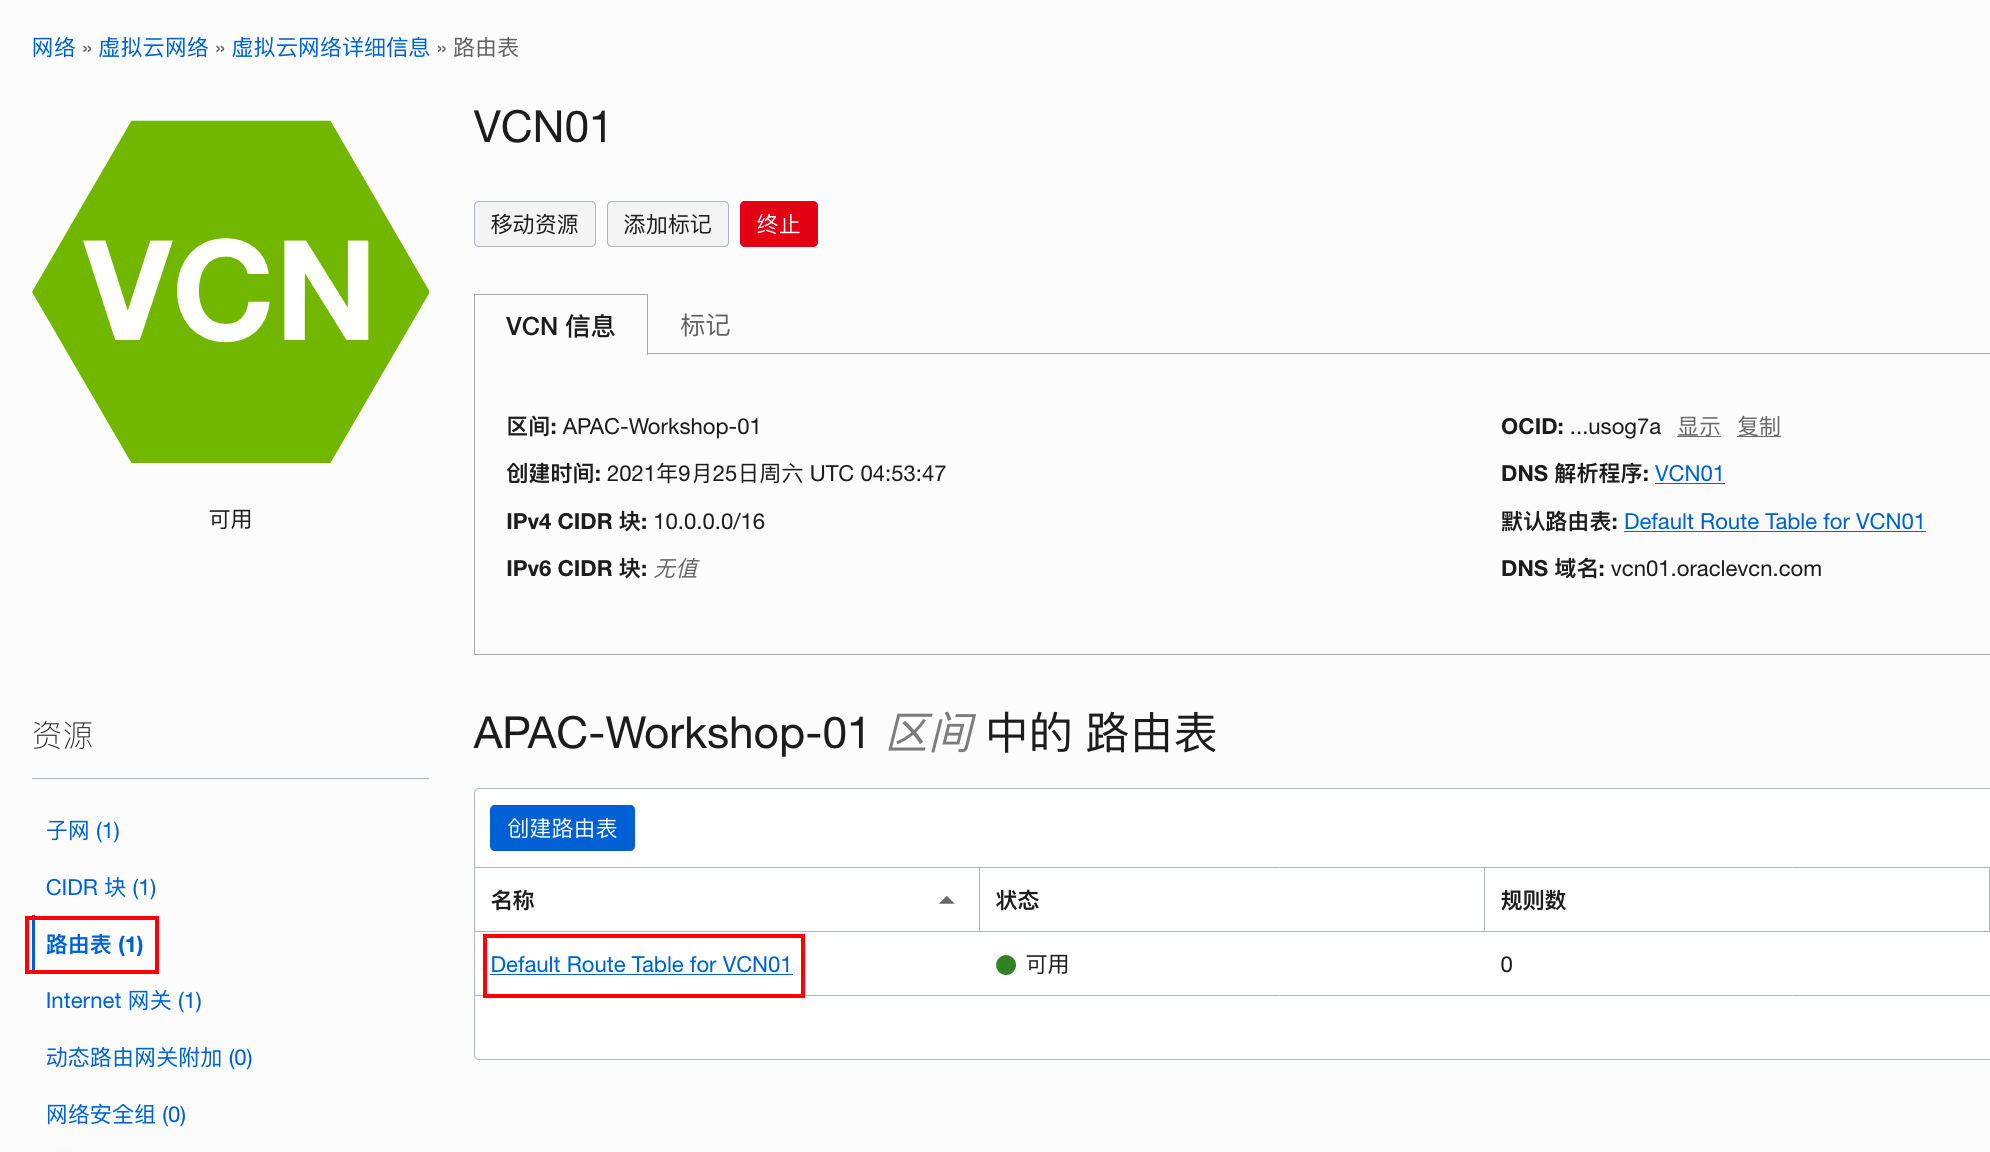 网络 » 虚拟云网络 » 虚拟云网络详细信息 » 路由表
VCN
可用
VCN01
移动资源 添加标记 终止
VCN 信息 标记
区间: APAC-Workshop-01
创建时间: 2021年9月25日周六 UTC 04:53:47
IPv4 CIDR 块: 10.0.0.0/16
IPv6 CIDR 块: 无值
OCID: ...usog7a 显示 复制
DNS 解析程序: VCN01
默认路由表: Default Route Table for VCN01
DNS 域名: vcn01.oraclevcn.com
资源
子网 (1)
CIDR 块 (1)
路由表 (1)
Internet 网关 (1)
动态路由网关附加 (0)
网络安全组 (0)
APAC-Workshop-01 区间 中的 路由表
创建路由表
名称 状态 规则数
Default Route Table for VCN01 可用 0